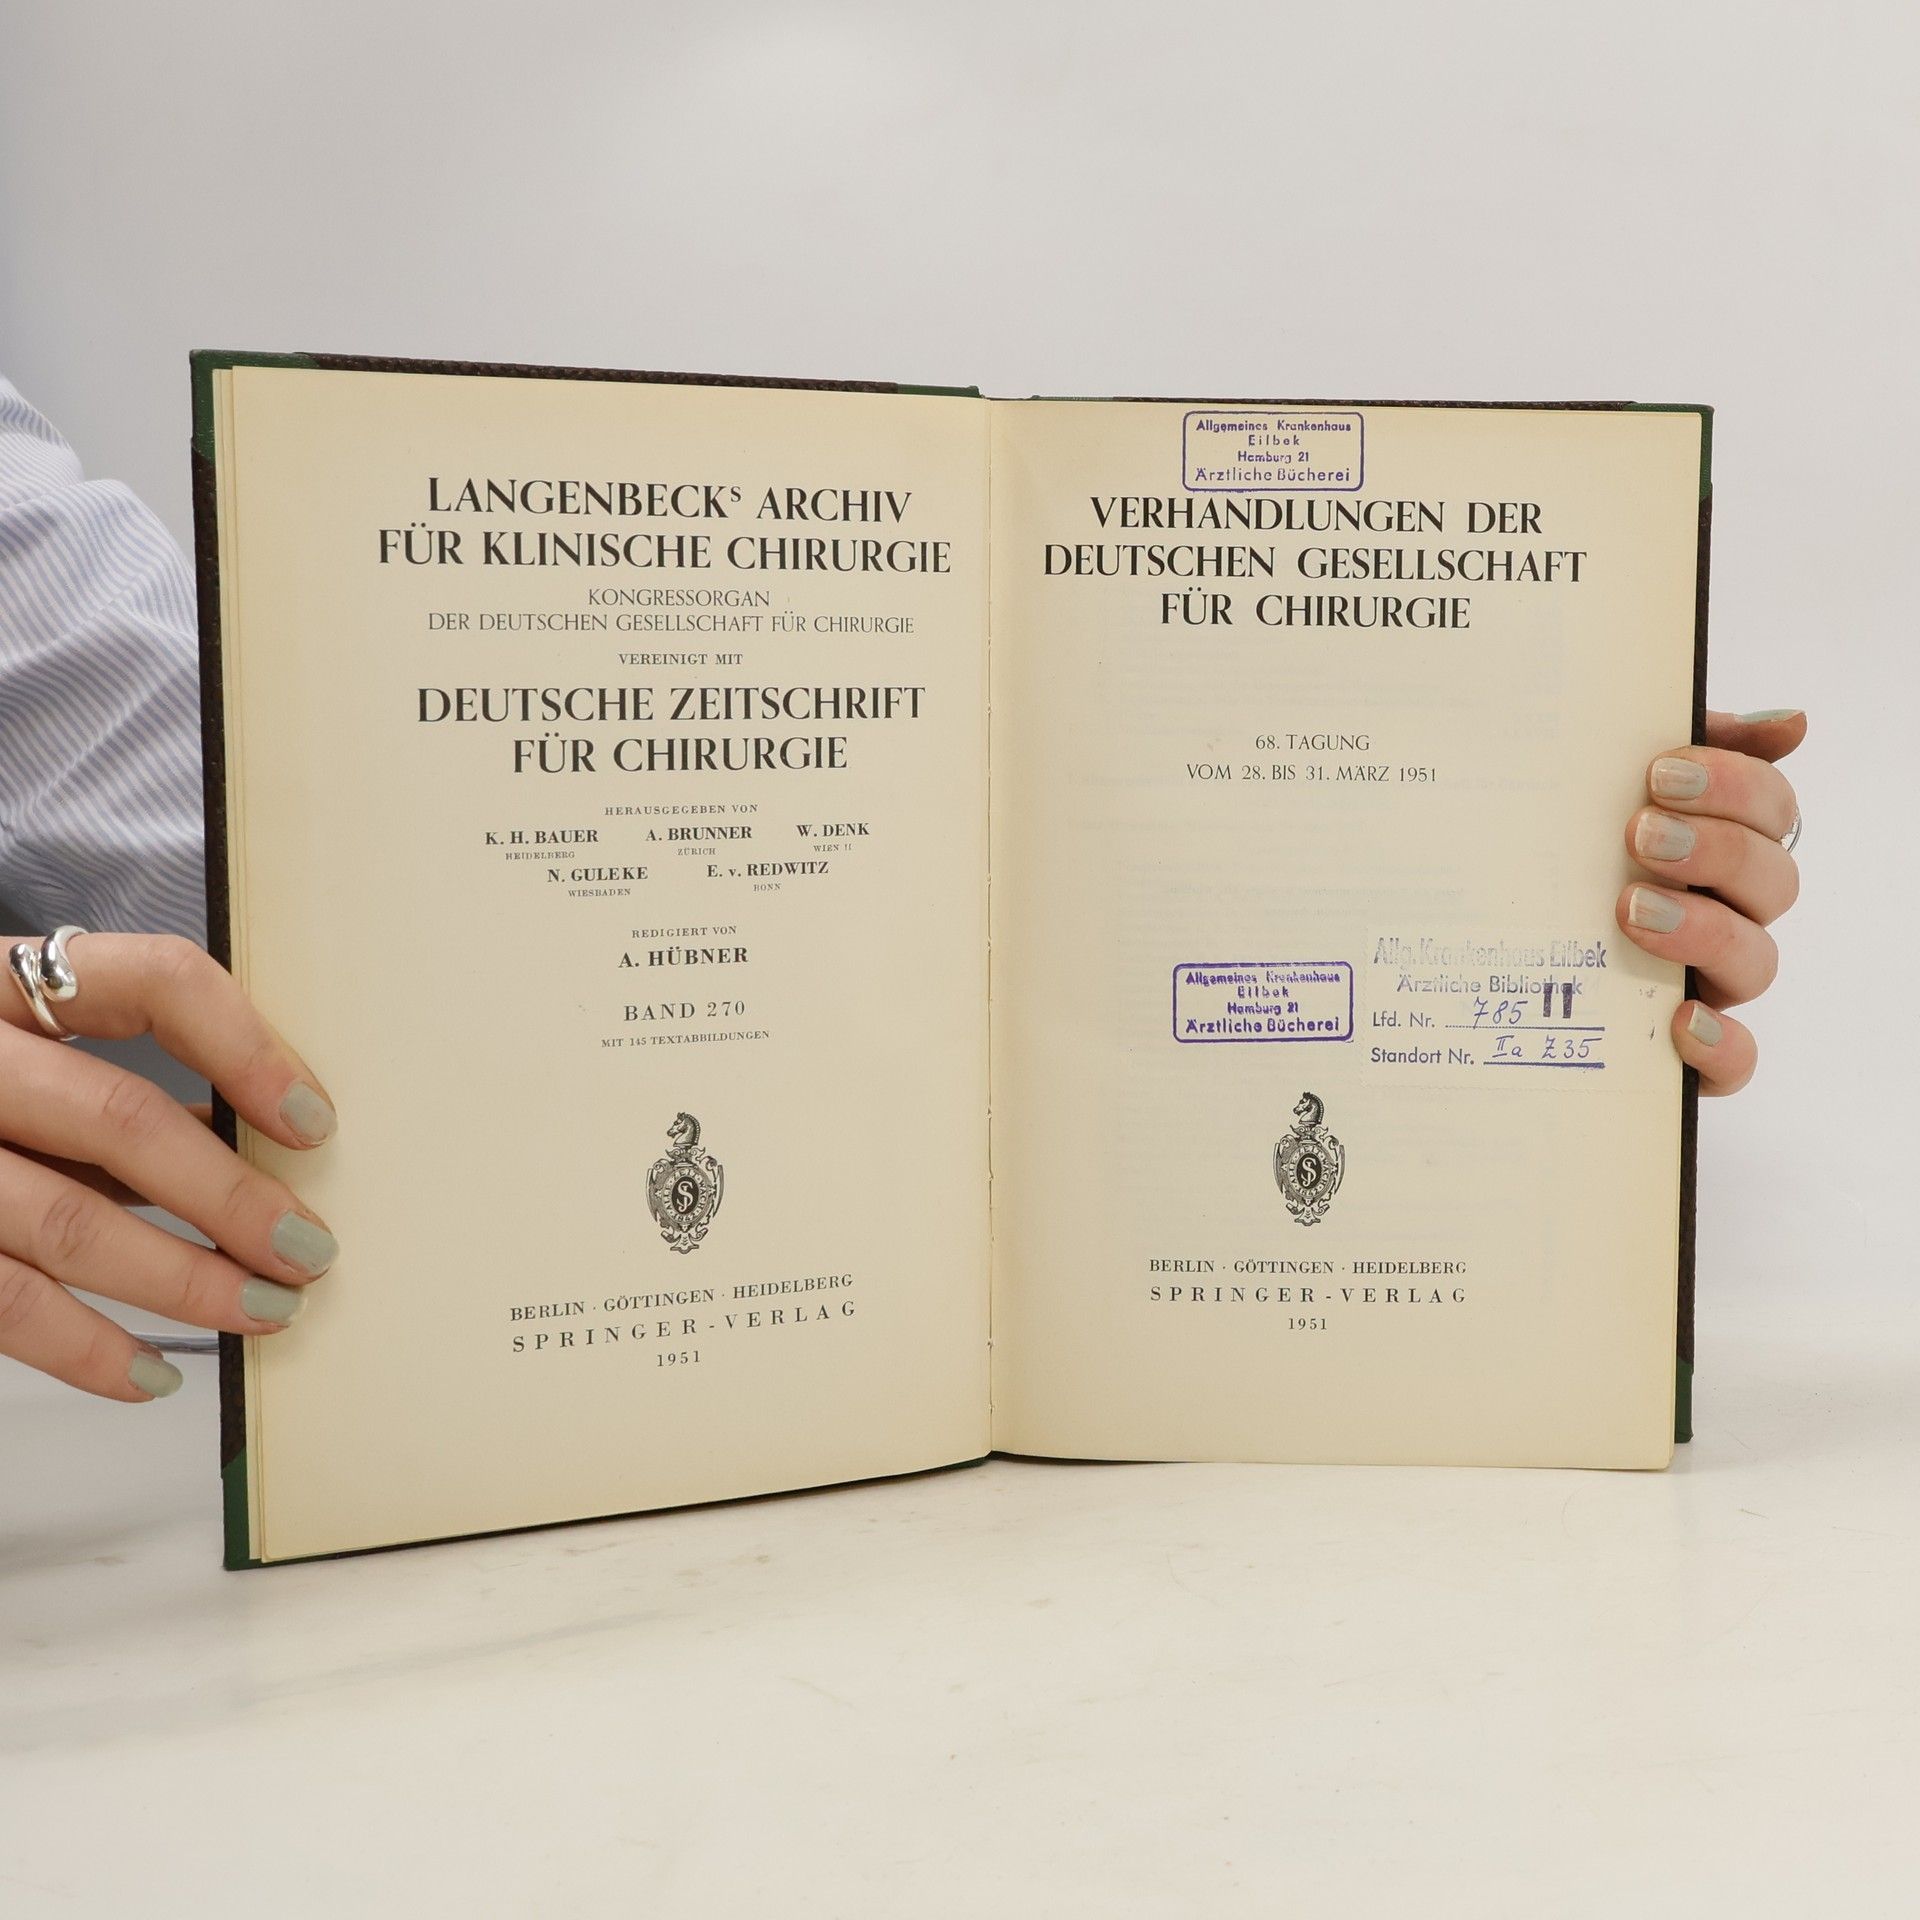 LANGENBECKs ARCHIV
FÜR KLINISCHE CHIRURGIE
KONGRESSORGAN
DER DEUTSCHEN GESELLSCHAFT FÜR CHIRURGIE
VEREINIGT MIT
DEUTSCHE ZEITSCHRIFT
FÜR CHIRURGIE
HERAUSGEGEBEN VON
K. H. BAUER A. BRUNNER W. DENK
HEIDELBERG ZÜRICH WIEN II
N. GULEKE E. v. REDWITZ
WIESBADEN BONN
REDIGIERT VON
A. HÜBNER
BAND 270
MIT 145 TEXTABBILDUNGEN
BERLIN · GÖTTINGEN · HEIDELBERG
SPRINGER-VERLAG
1951
Allgemeines Krankenhaus
Eilbek
Hamburg 21
Ärztliche Bücherei
VERHANDLUNGEN DER
DEUTSCHEN GESELLSCHAFT
FÜR CHIRURGIE
68. TAGUNG
VOM 28. BIS 31. MÄRZ 1951
Allgemeines Krankenhaus
Eilbek
Hamburg 21
Ärztliche Bücherei
Allg. Krankenhaus Eilbek
Ärztliche Bibliothek
Lfd. Nr. 785 II
Standort Nr. IIa Z35
BERLIN · GÖTTINGEN · HEIDELBERG
SPRINGER-VERLAG
1951